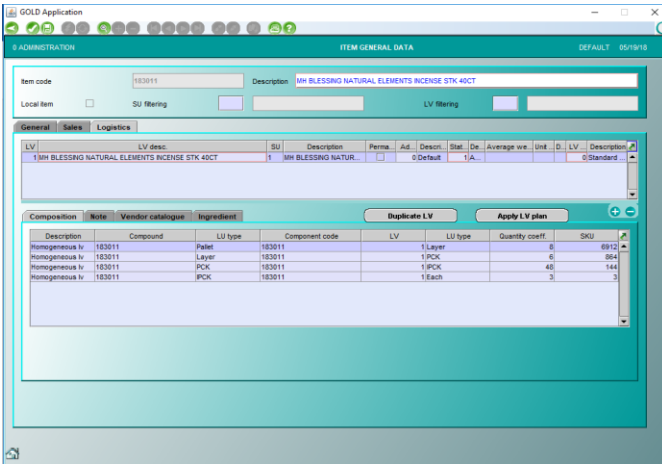 GOLD Application
0 ADMINISTRATION ITEM GENERAL DATA DEFAULT 05/19/18
Item code 183011 Description MH BLESSING NATURAL ELEMENTS INCENSE STK 40CT
Local item SU filtering LV filtering
General Sales Logistics
LV LV desc. SU Description Perma... Ad... Descri... Stat... De... Average we... Unit ... D... LV ... Description
1 MH BLESSING NATURAL ELEMENTS INCENSE STK 40CT 1 MH BLESSING NATUR... 0 Default 1 A... 0 Standard ...
Composition Note Vendor catalogue Ingredient Duplicate LV Apply LV plan
Description Compound LU type Component code LV LU type Quantity coeff. SKU
Homogeneous lv 183011 Pallet 183011 1 Layer 8 6912
Homogeneous lv 183011 Layer 183011 1 PCK 6 864
Homogeneous lv 183011 PCK 183011 1 IPCK 48 144
Homogeneous lv 183011 IPCK 183011 1 Each 3 3